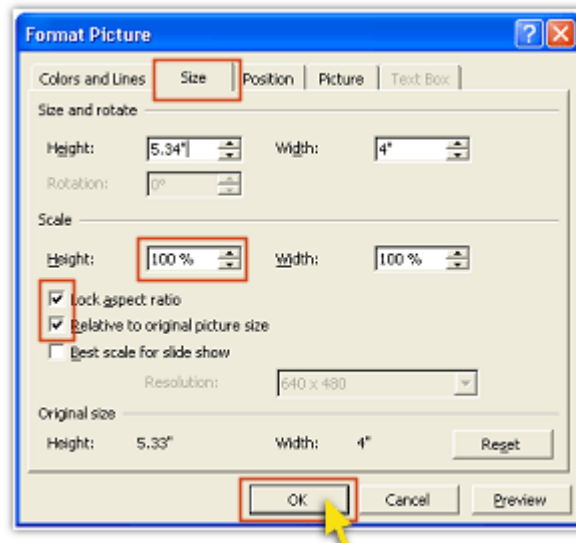 Format Picture
Colors and Lines Size Position Picture Text Box
Size and rotate
Height: 5.34" Width: 4"
Rotation: 0°
Scale
Height: 100 % Width: 100 %
Lock aspect ratio
Relative to original picture size
Best scale for slide show
Resolution: 640 x 480
Original size
Height: 5.33" Width: 4" Reset
OK Cancel Preview